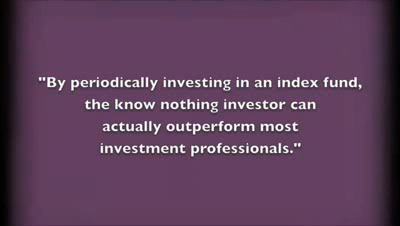 "By periodically investing in an index fund,
the know nothing investor can
actually outperform most
investment professionals."